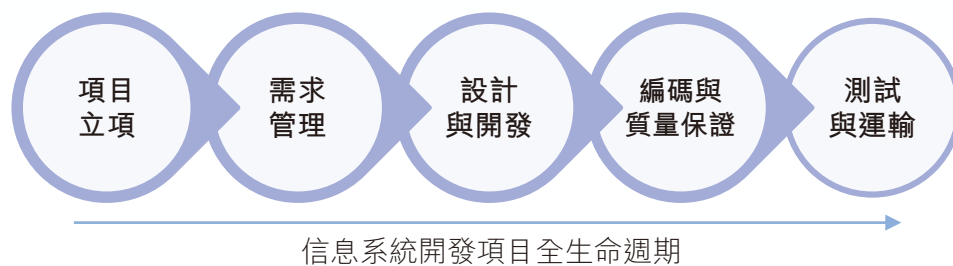 項目
立項
需求
管理
設計
與開發
編碼與
質量保證
測試
與運輸
信息系統開發項目全生命週期